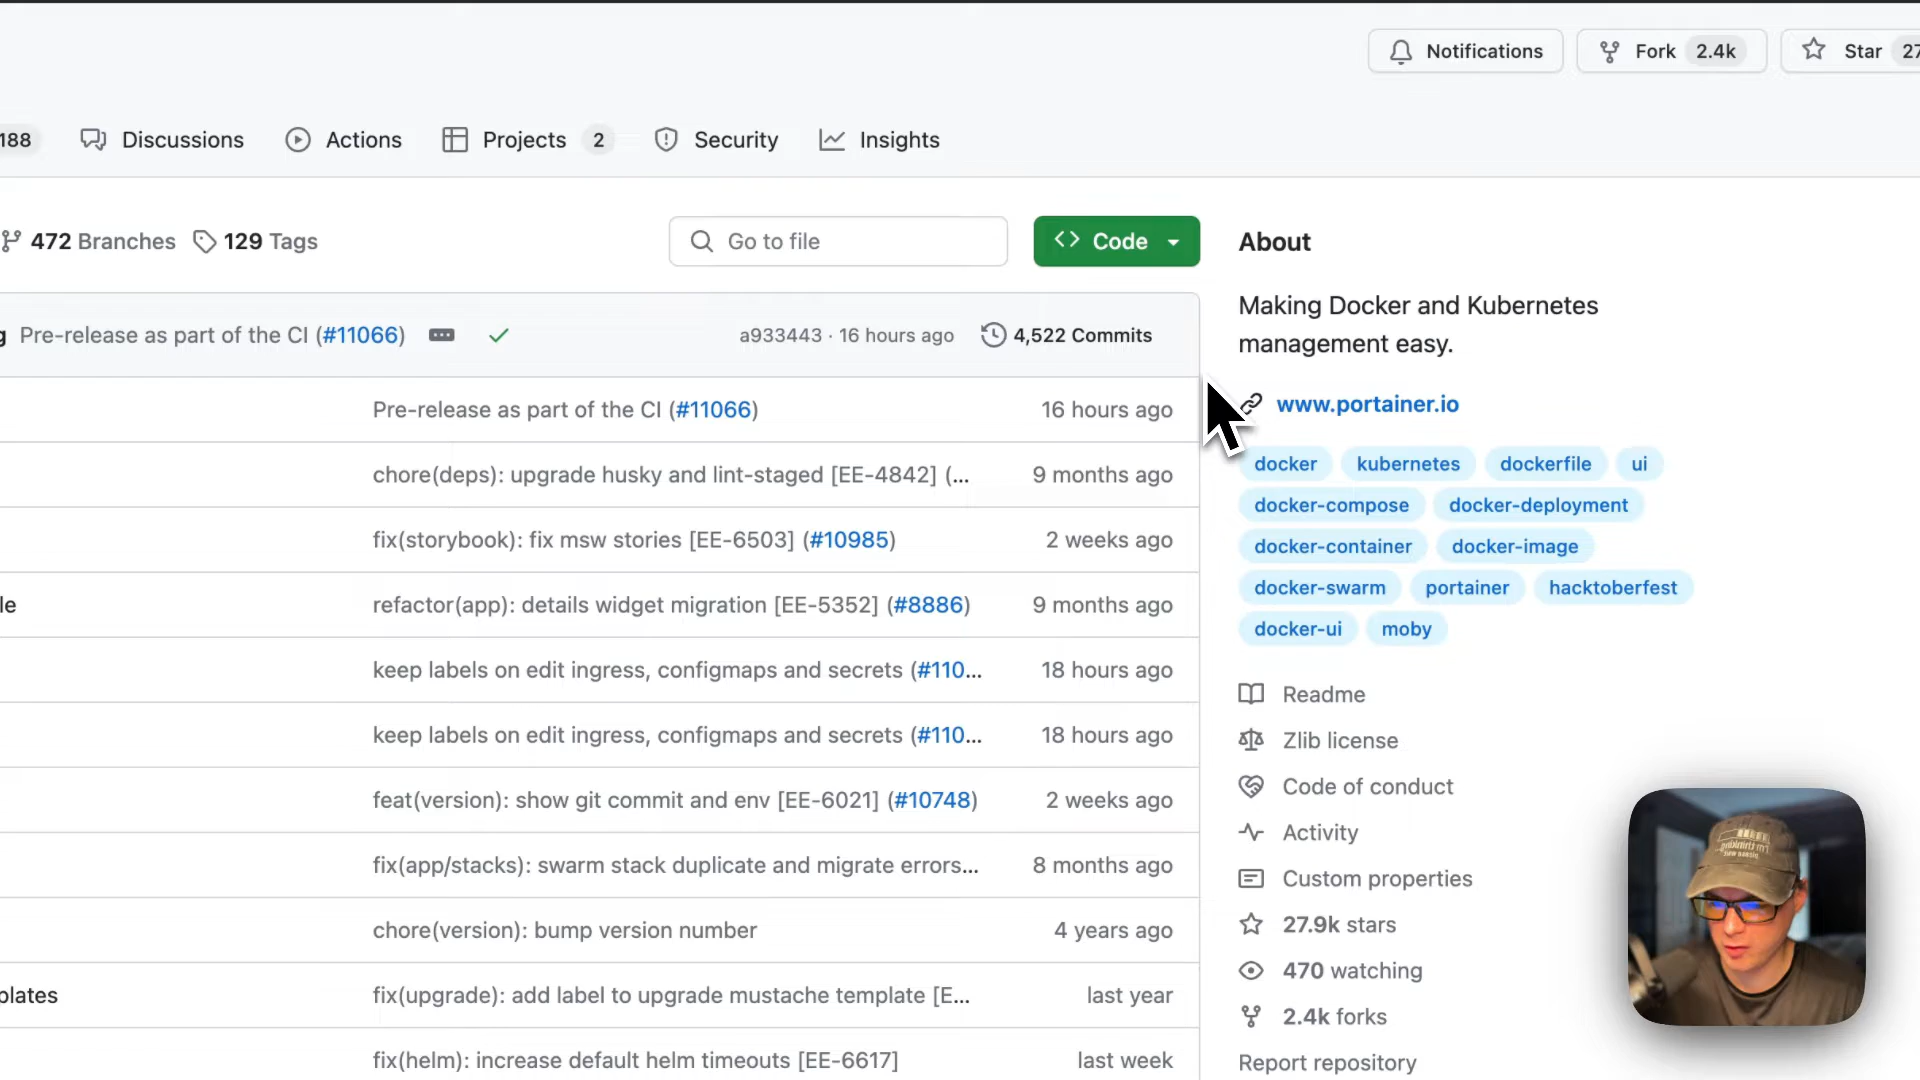 Notifications Fork 2.4k Star 27
188 Discussions Actions Projects 2 Security Insights
472 Branches 129 Tags Go to file Code
g Pre-release as part of the CI (#11066) a933443 · 16 hours ago 4,522 Commits
Pre-release as part of the CI (#11066) 16 hours ago
chore(deps): upgrade husky and lint-staged [EE-4842] (... 9 months ago
fix(storybook): fix msw stories [EE-6503] (#10985) 2 weeks ago
le refactor(app): details widget migration [EE-5352] (#8886) 9 months ago
keep labels on edit ingress, configmaps and secrets (#110... 18 hours ago
keep labels on edit ingress, configmaps and secrets (#110... 18 hours ago
feat(version): show git commit and env [EE-6021] (#10748) 2 weeks ago
fix(app/stacks): swarm stack duplicate and migrate errors... 8 months ago
chore(version): bump version number 4 years ago
plates fix(upgrade): add label to upgrade mustache template [E... last year
fix(helm): increase default helm timeouts [EE-6617] last week
About
Making Docker and Kubernetes
management easy.
www.portainer.io
docker kubernetes dockerfile ui
docker-compose docker-deployment
docker-container docker-image
docker-swarm portainer hacktoberfest
docker-ui moby
Readme
Zlib license
Code of conduct
Activity
Custom properties
27.9k stars
470 watching
2.4k forks
Report repository